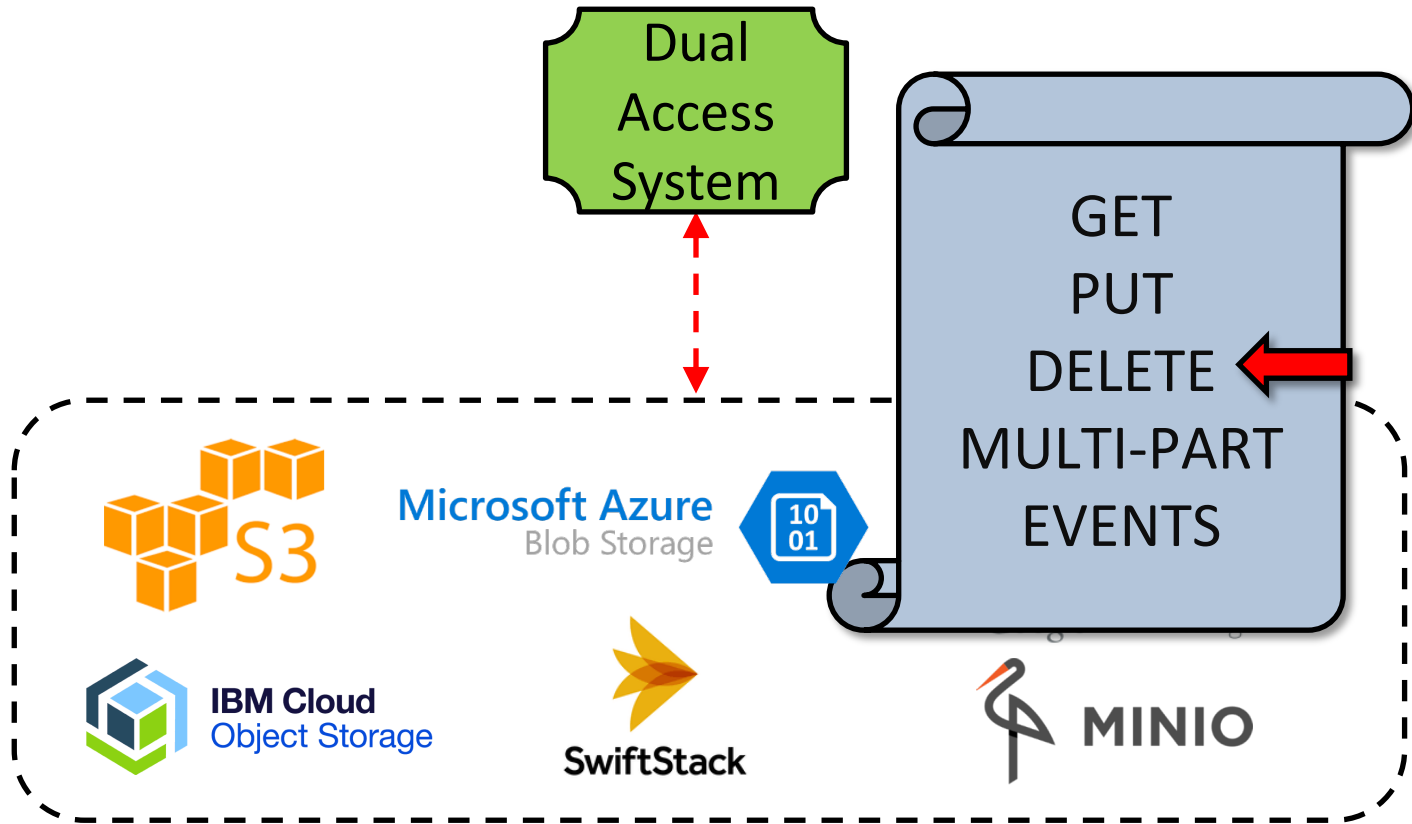 Dual
Access
System
GET
PUT
DELETE
MULTI-PART
EVENTS
S3
Microsoft Azure
Blob Storage
10
01
IBM Cloud
Object Storage
SwiftStack
MINIO